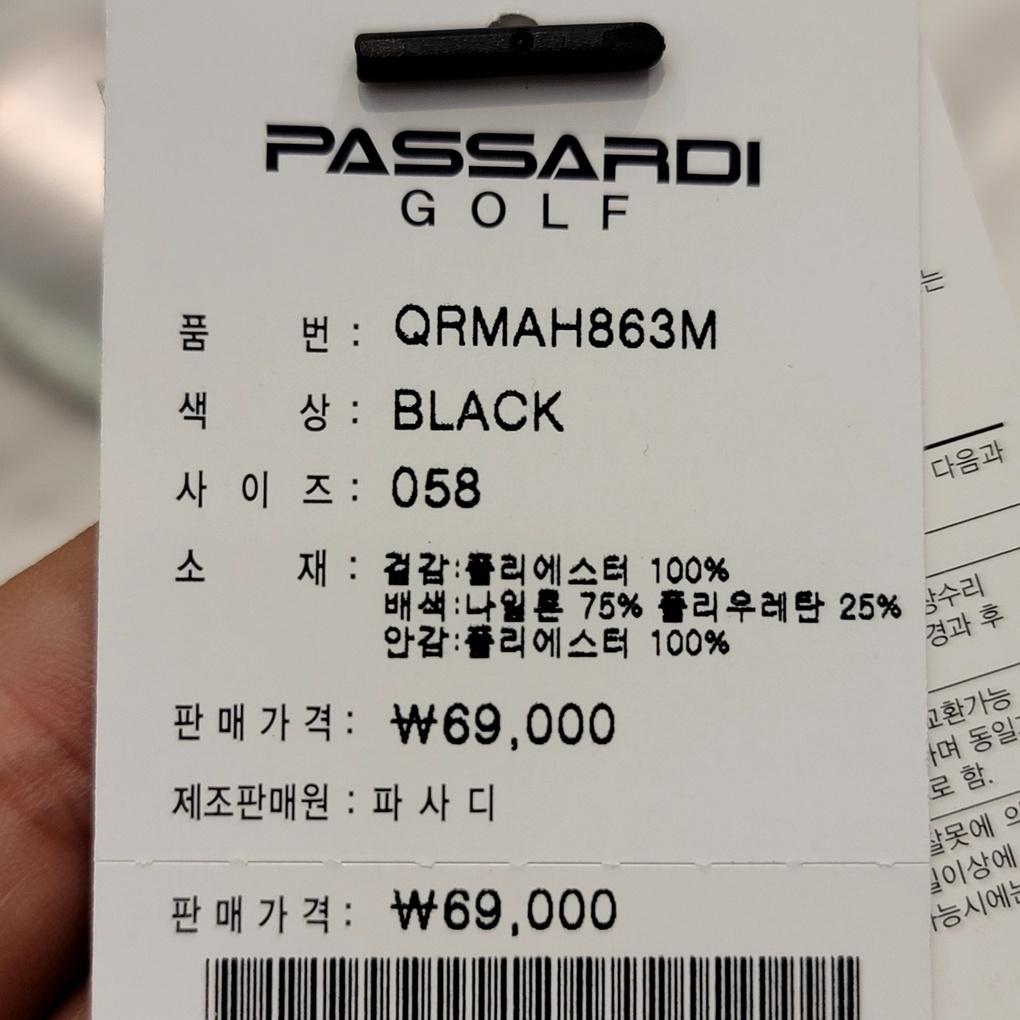 PASSARDI
GOLF
품 번 : QRMAH863M
색 상 : BLACK
사 이 즈 : 058
소 재 : 겉감:폴리에스터 100%
배색:나일론 75% 폴리우레탄 25%
안감:폴리에스터 100%
판 매 가 격 : ₩69,000
제조판매원 : 파 사 디
판 매 가 격 : ₩69,000
는
다음과
상수리
경과 후
교환가능
하며 동일
로 함.
잘못에 의
일이상에
가능시에는